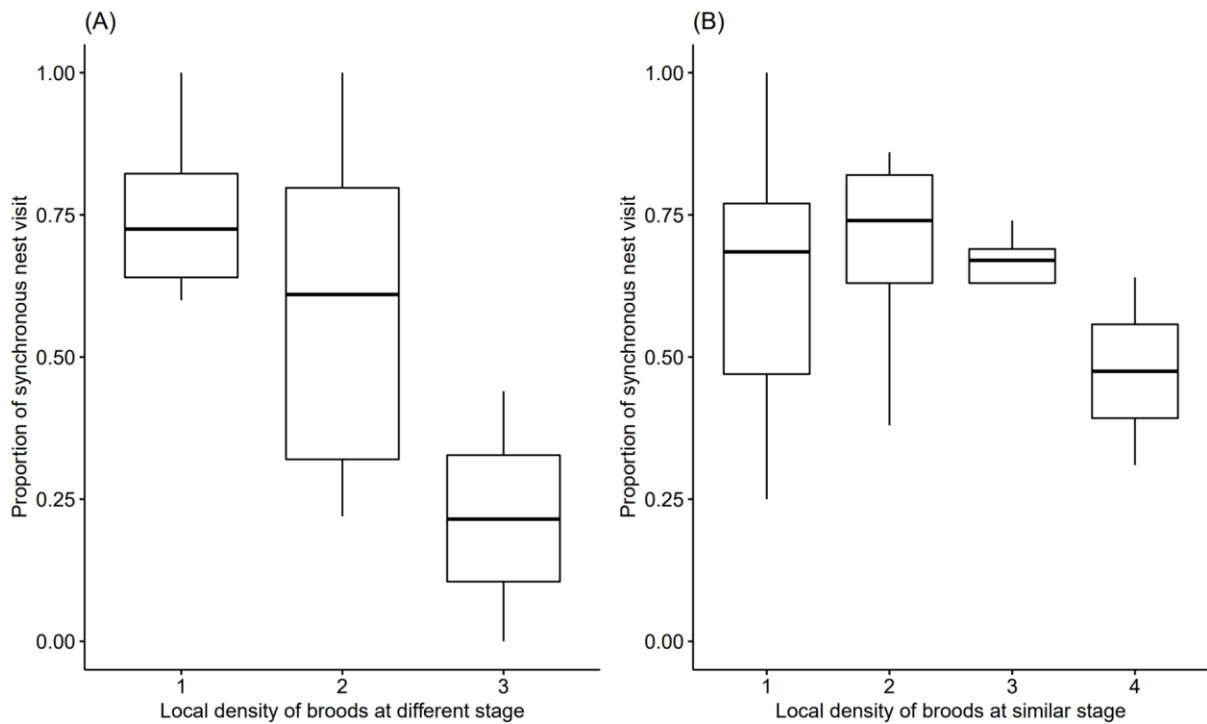 (A)
Proportion of synchronous nest visit
1.00
0.75
0.50
0.25
0.00
1 2 3
Local density of broods at different stage
(B)
Proportion of synchronous nest visit
1.00
0.75
0.50
0.25
0.00
1 2 3 4
Local density of broods at similar stage